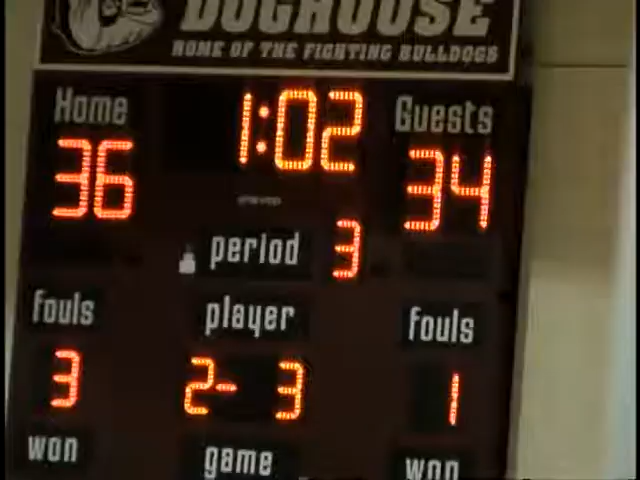 DOGHOUSE
HOME OF THE FIGHTING BULLDOGS
Home 1:02 Guests
36 34
period 3
fouls player fouls
3 2- 3 1
won game won